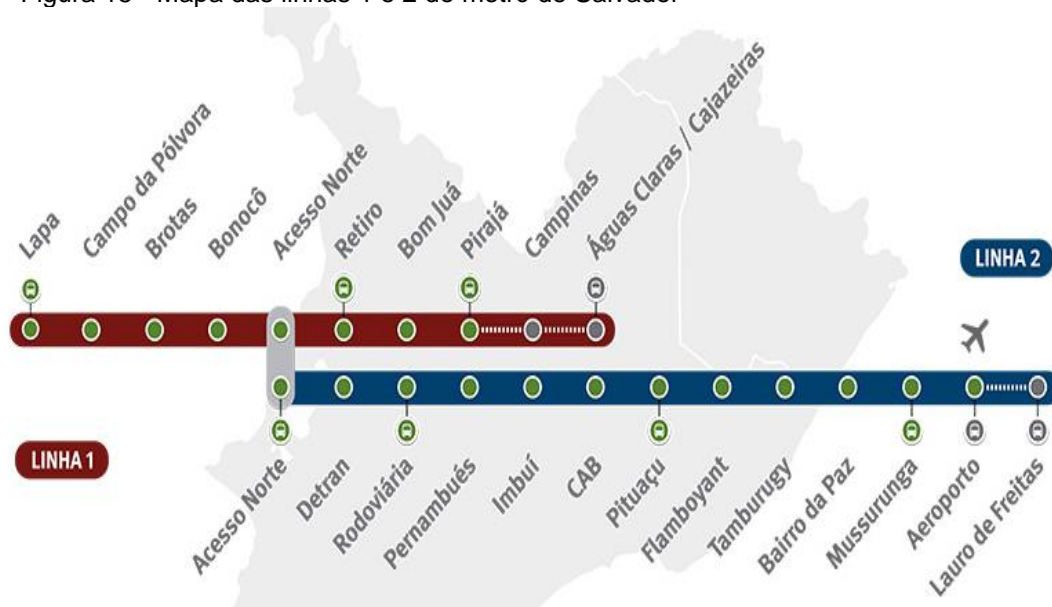 Figura 18 - Mapa das linhas 1 e 2 do metrô de Salvador
Lapa
Campo da Pólvora
Brotas
Bonocô
Acesso Norte
Retiro
Bom Juá
Pirajá
Campinas
Águas Claras / Cajazeiras
LINHA 2
LINHA 1
Acesso Norte
Detran
Rodoviária
Pernambués
Imbuí
CAB
Pituaçu
Flamboyant
Tamburugy
Bairro da Paz
Mussurunga
Aeroporto
Lauro de Freitas